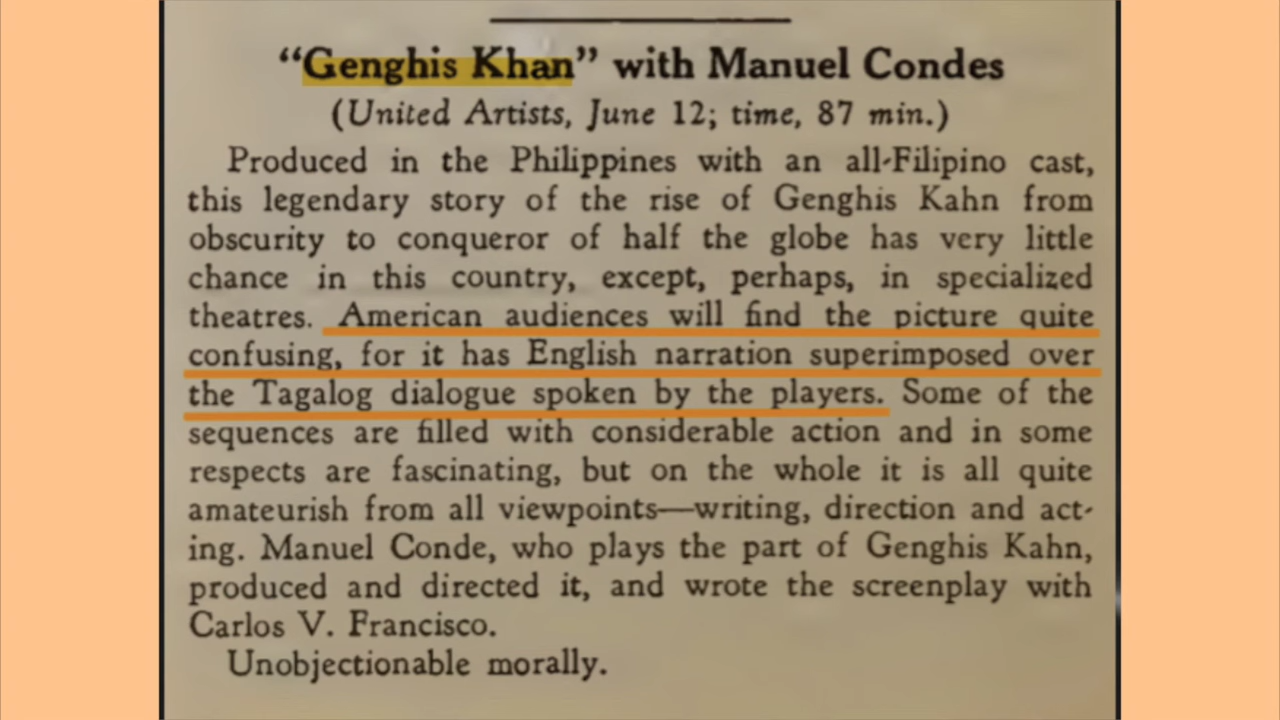 “Genghis Khan” with Manuel Condes
(United Artists, June 12; time, 87 min.)
Produced in the Philippines with an all-Filipino cast,
this legendary story of the rise of Genghis Kahn from
obscurity to conqueror of half the globe has very little
chance in this country, except, perhaps, in specialized
theatres. American audiences will find the picture quite
confusing, for it has English narration superimposed over
the Tagalog dialogue spoken by the players. Some of the
sequences are filled with considerable action and in some
respects are fascinating, but on the whole it is all quite
amateurish from all viewpoints—writing, direction and act-
ing. Manuel Conde, who plays the part of Genghis Kahn,
produced and directed it, and wrote the screenplay with
Carlos V. Francisco.
Unobjectionable morally.